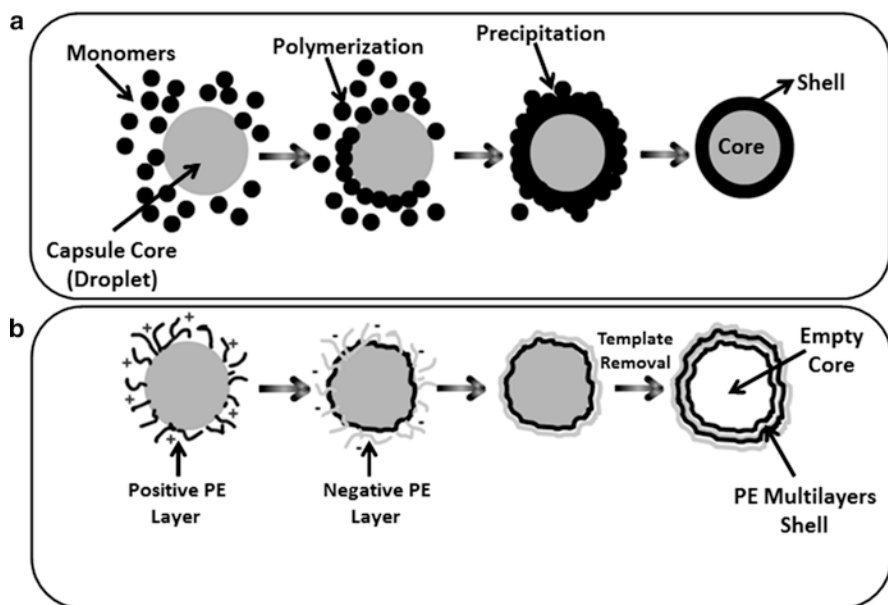 a
Monomers
Polymerization
Precipitation
Shell
Core
Capsule Core
(Droplet)
b
+ + + + + + +
- - - - - -
Template
Removal
Empty
Core
Positive PE
Layer
Negative PE
Layer
PE Multilayers
Shell